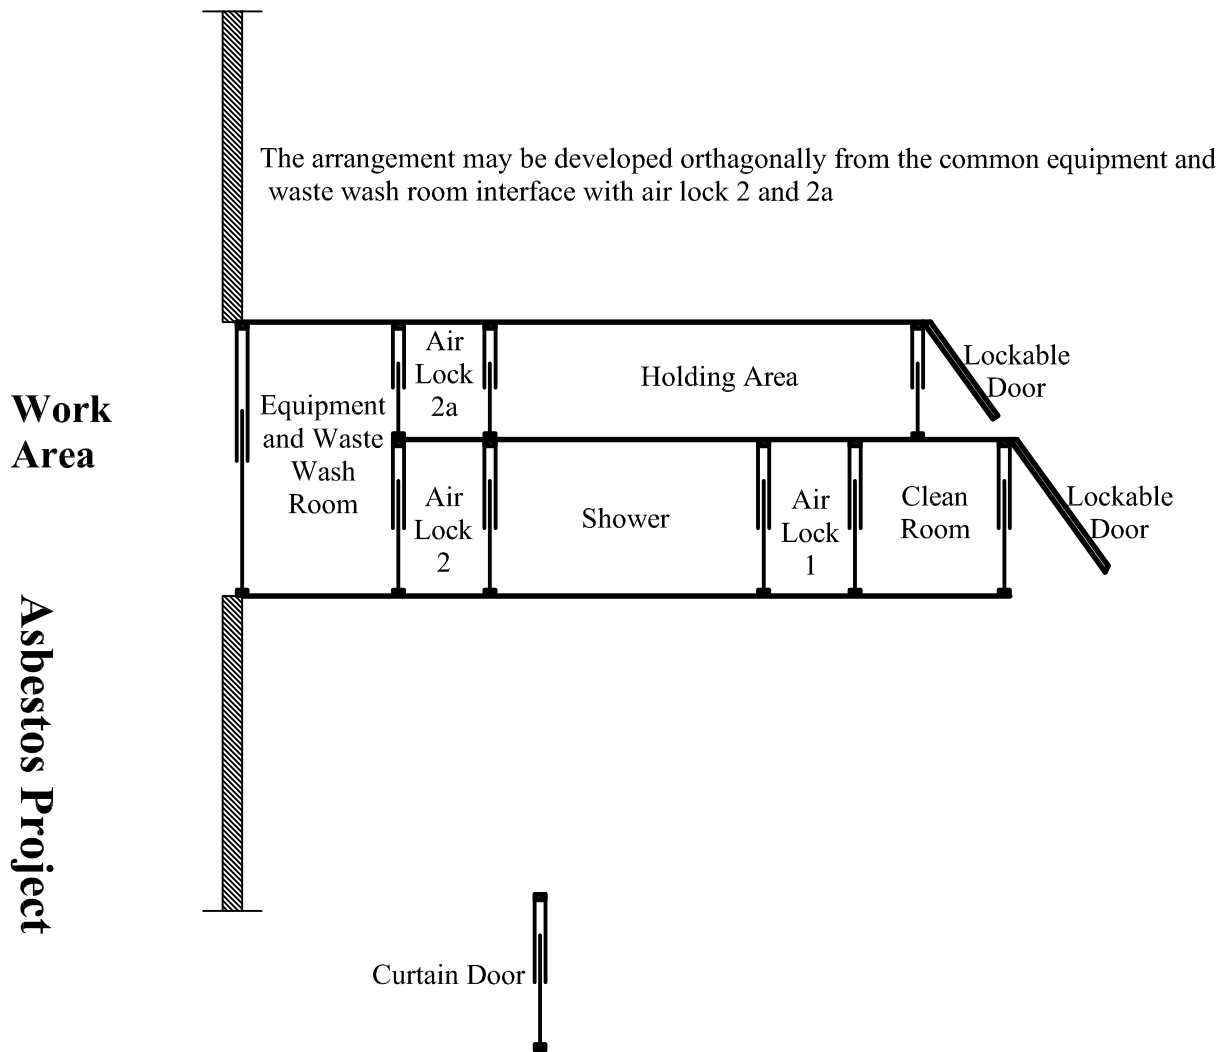 The arrangement may be developed orthagonally from the common equipment and
waste wash room interface with air lock 2 and 2a
Work
Area
Asbestos Project
Equipment
and Waste
Wash
Room
Air
Lock
2a
Holding Area
Lockable
Door
Air
Lock
2
Shower
Air
Lock
1
Clean
Room
Lockable
Door
Curtain Door